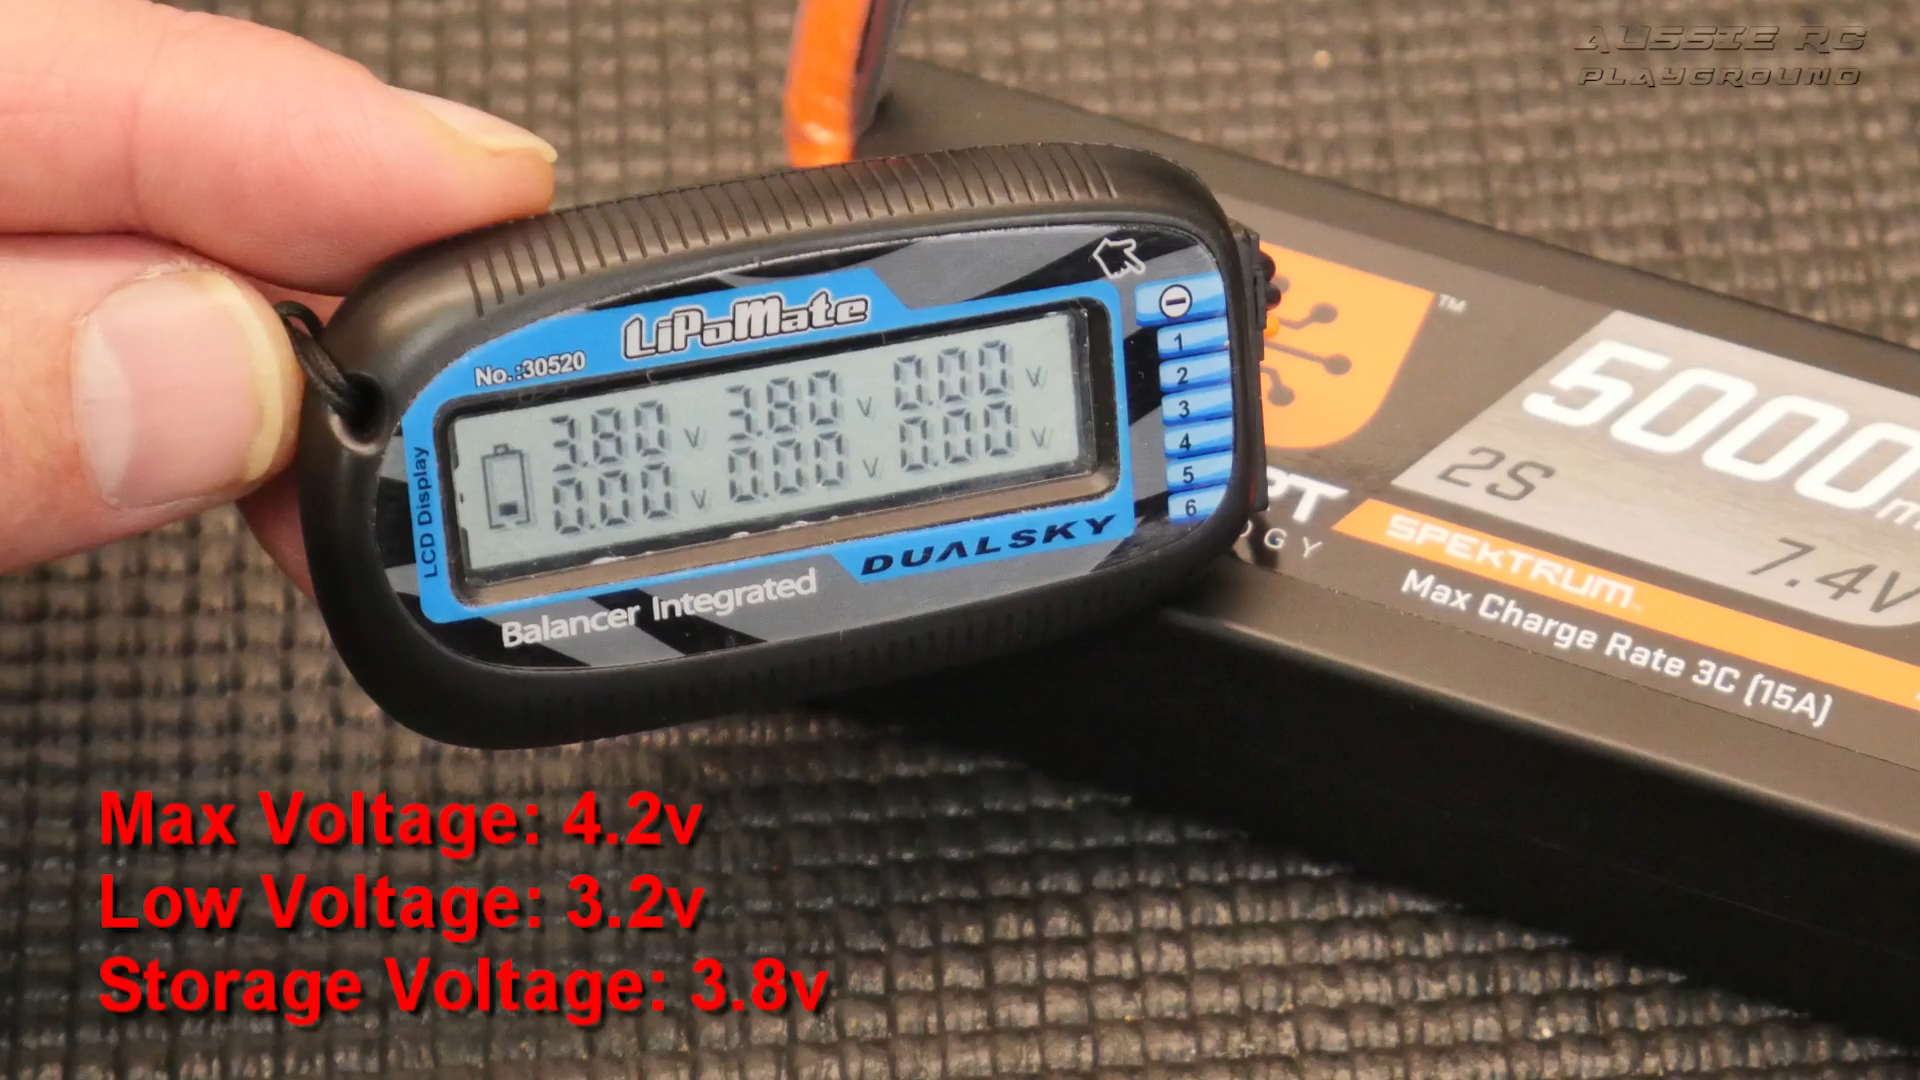 AUSSIE RC
PLAYGROUND
LiPoMate
No.:30520
LCD Display
3.80 v 3.80 v 0.00 v
0.00 v 0.00 v 0.00 v
1
2
3
4
5
6
DUALSKY
Balancer Integrated
TM
5000
2S
7.4V
SPEKTRUM
Max Charge Rate 3C (15A)
Max Voltage: 4.2v
Low Voltage: 3.2v
Storage Voltage: 3.8v